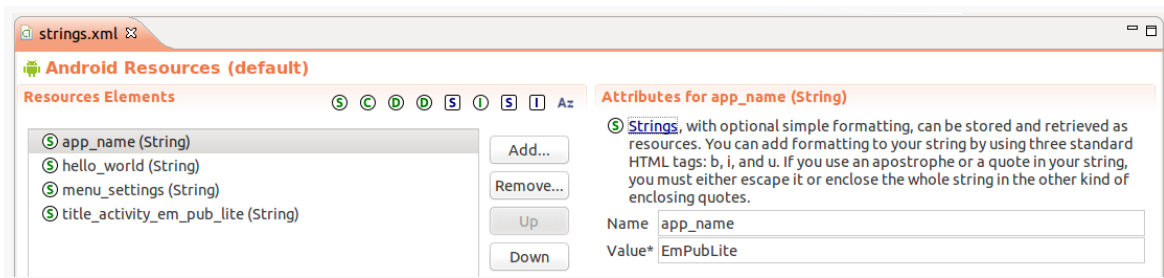 strings.xml
Android Resources (default)
Resources Elements
S C D D S I S I Az
S app_name (String)
S hello_world (String)
S menu_settings (String)
S title_activity_em_pub_lite (String)
Add...
Remove...
Up
Down
Attributes for app_name (String)
S Strings, with optional simple formatting, can be stored and retrieved as
resources. You can add formatting to your string by using three standard
HTML tags: b, i, and u. If you use an apostrophe or a quote in your string,
you must either escape it or enclose the whole string in the other kind of
enclosing quotes.
Name app_name
Value* EmPubLite